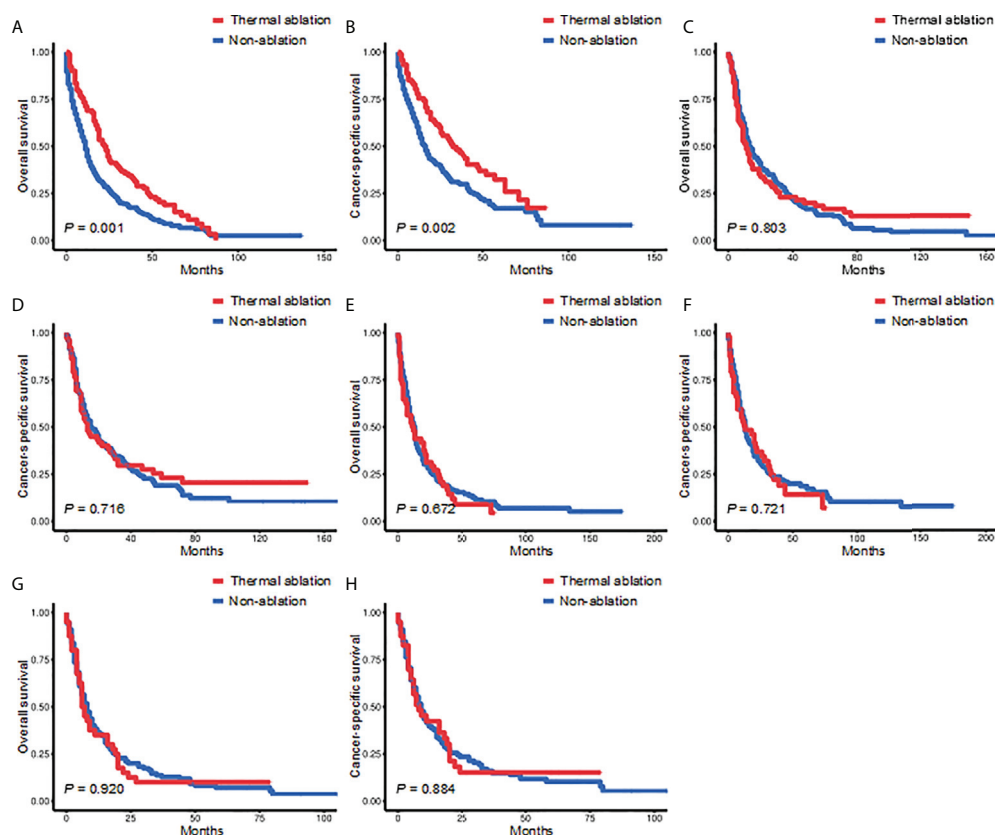 A
Thermal ablation
Non-ablation
1.00
0.75
0.50
0.25
0.00
Overall survival
P = 0.001
0 50 100 150
Months
B
Thermal ablation
Non-ablation
1.00
0.75
0.50
0.25
0.00
Cancer-specific survival
P = 0.002
0 50 100 150
Months
C
Thermal ablation
Non-ablation
1.00
0.75
0.50
0.25
0.00
Overall survival
P = 0.803
0 40 80 120 160
Months
D
Thermal ablation
Non-ablation
1.00
0.75
0.50
0.25
0.00
Cancer-specific survival
P = 0.716
0 40 80 120 160
Months
E
Thermal ablation
Non-ablation
1.00
0.75
0.50
0.25
0.00
Overall survival
P = 0.672
0 50 100 150 200
Months
F
Thermal ablation
Non-ablation
1.00
0.75
0.50
0.25
0.00
Cancer-specific survival
P = 0.721
0 50 100 150 200
Months
G
Thermal ablation
Non-ablation
1.00
0.75
0.50
0.25
0.00
Overall survival
P = 0.920
0 25 50 75 100
Months
H
Thermal ablation
Non-ablation
1.00
0.75
0.50
0.25
0.00
Cancer-specific survival
P = 0.884
0 25 50 75 100
Months